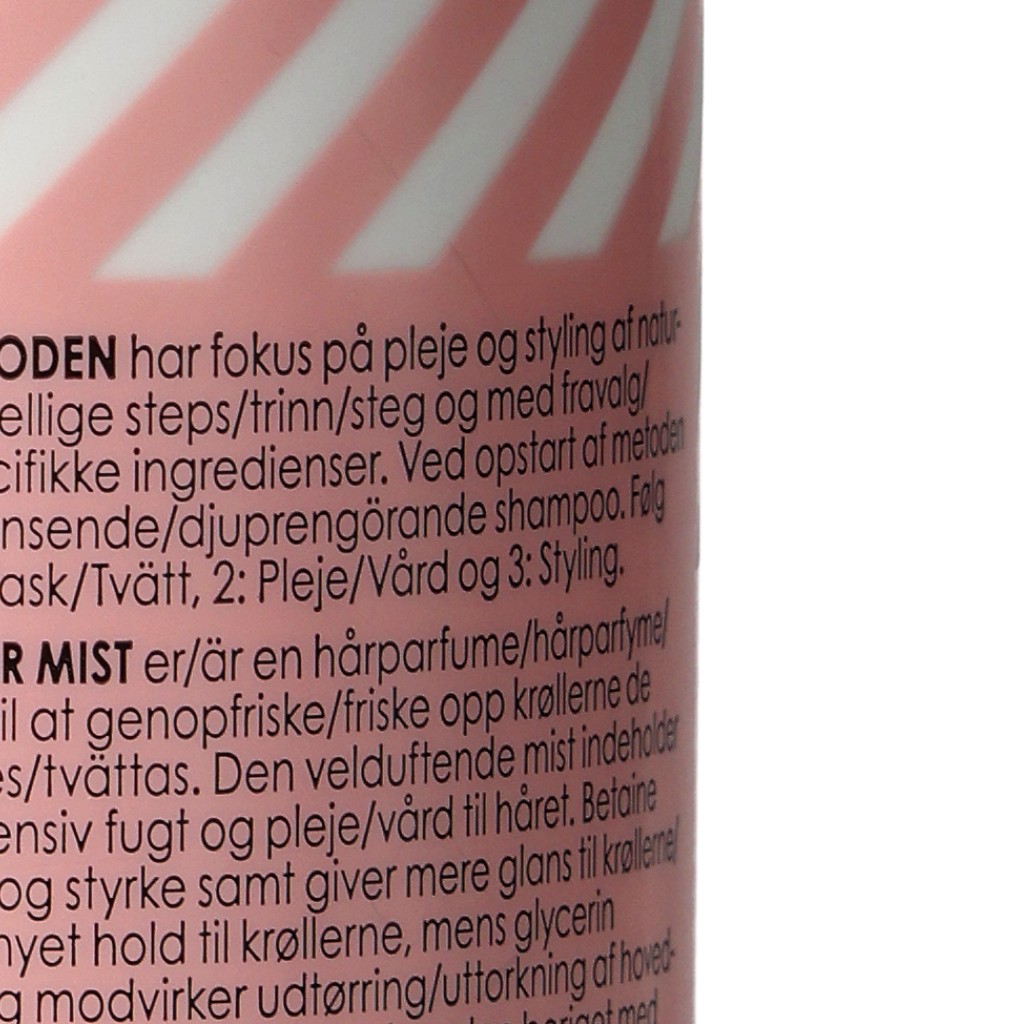 ODEN har fokus på pleje og styling af natur-
ellige steps/trinn/steg og med fravalg/
cifikke ingredienser. Ved opstart af metoden
nsende/djuprengörande shampoo. Følg
ask/Tvätt, 2: Pleje/Vård og 3: Styling.
R MIST er/är en hårparfume/hårparfyme/
il at genopfriske/friske opp krøllerne de
es/tvättas. Den velduftende mist indeholder
ensiv fugt og pleje/vård til håret. Betaine
og styrke samt giver mere glans til krøllerne/
nyet hold til krøllerne, mens glycerin
g modvirker udtørring/uttorkning af hoved-
beriget med